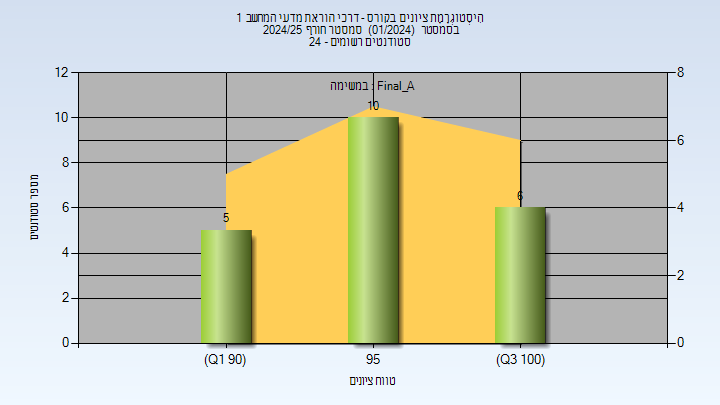 היסטוגרמת ציונים בקורס - דרכי הוראת מדעי המחשב 1
בסמסטר (01/2024) סמסטר חורף 2024/25
סטודנטים רשומים - 24
במשימה : Final_A
12
10
8
6
4
2
0
8
6
4
2
0
5
10
6
מספר סטודנטים
(Q1 90)
95
(Q3 100)
טווח ציונים